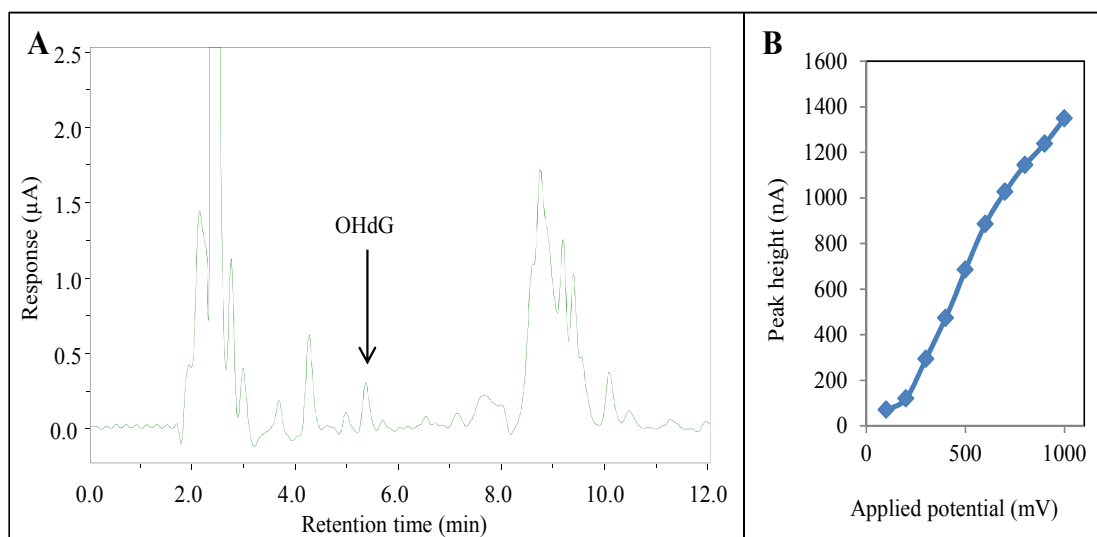 A
2.5
2.0
1.5
1.0
0.5
0.0
Response (µA)
OHdG
0.0 2.0 4.0 6.0 8.0 10.0 12.0
Retention time (min)
B
1600
1400
1200
1000
800
600
400
200
0
Peak height (nA)
0 500 1000
Applied potential (mV)